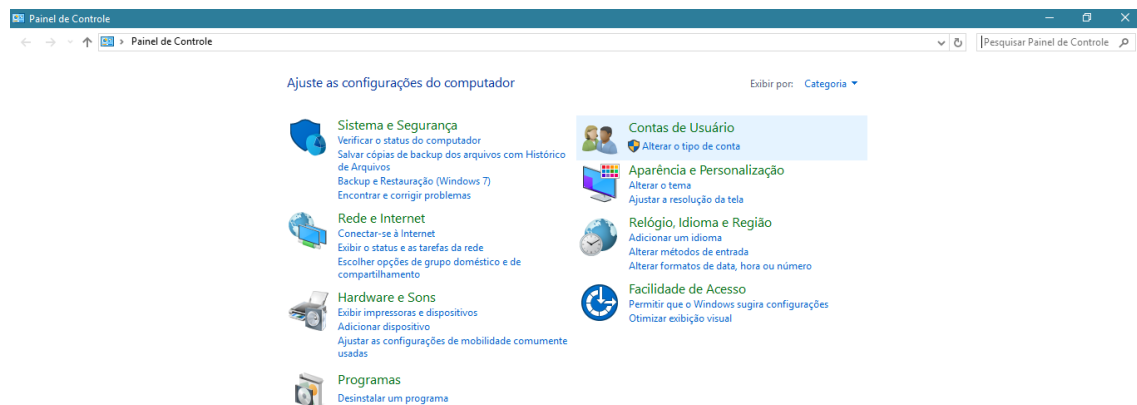 Painel de Controle
Painel de Controle
Pesquisar Painel de Controle
Ajuste as configurações do computador
Exibir por: Categoria
Sistema e Segurança
Verificar o status do computador
Salvar cópias de backup dos arquivos com Histórico
de Arquivos
Backup e Restauração (Windows 7)
Encontrar e corrigir problemas
Rede e Internet
Conectar-se à Internet
Exibir o status e as tarefas da rede
Escolher opções de grupo doméstico e de
compartilhamento
Hardware e Sons
Exibir impressoras e dispositivos
Adicionar dispositivo
Ajustar as configurações de mobilidade comumente
usadas
Programas
Desinstalar um programa
Contas de Usuário
Alterar o tipo de conta
Aparência e Personalização
Alterar o tema
Ajustar a resolução da tela
Relógio, Idioma e Região
Adicionar um idioma
Alterar métodos de entrada
Alterar formatos de data, hora ou número
Facilidade de Acesso
Permitir que o Windows sugira configurações
Otimizar exibição visual